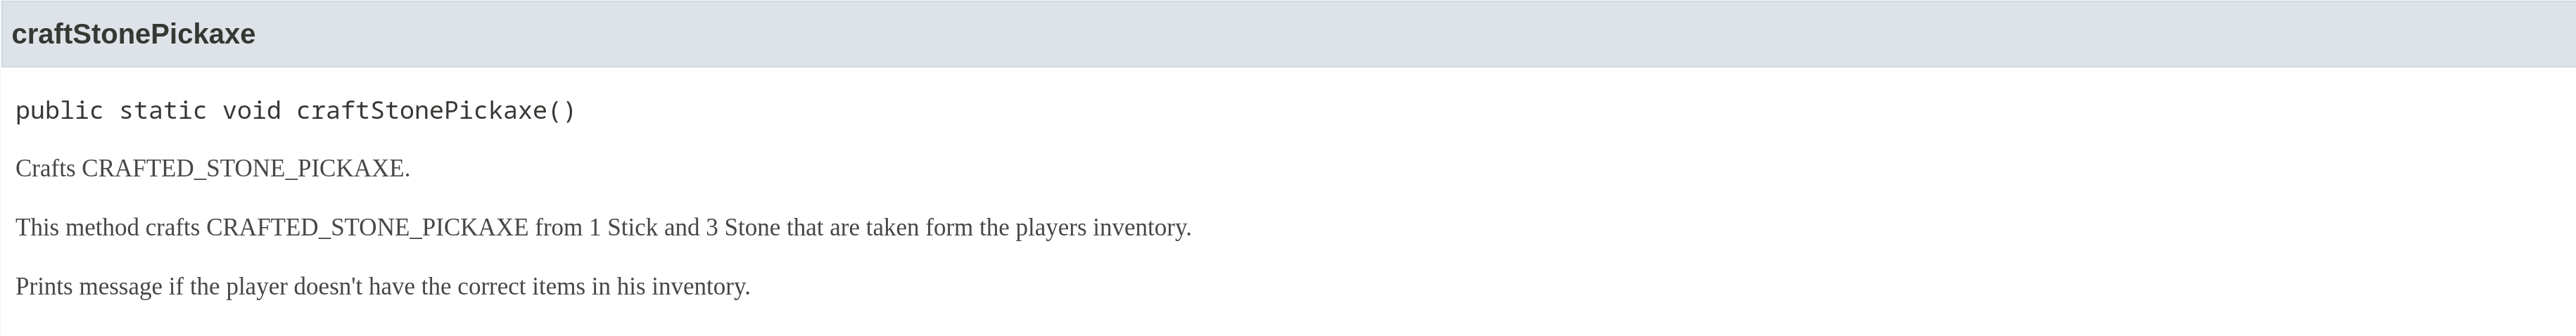 craftStonePickaxe
public static void craftStonePickaxe()
Crafts CRAFTED_STONE_PICKAXE.
This method crafts CRAFTED_STONE_PICKAXE from 1 Stick and 3 Stone that are taken form the players inventory.
Prints message if the player doesn't have the correct items in his inventory.